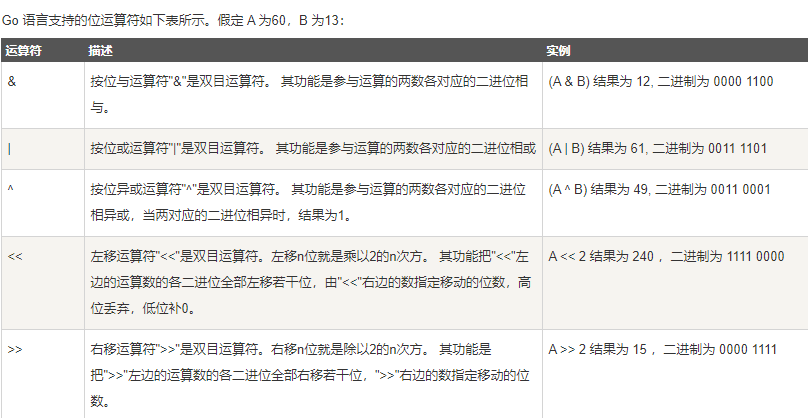 Go 语言支持的位运算符如下表所示。假定 A 为60，B 为13：
运算符 描述 实例
& 按位与运算符"&"是双目运算符。 其功能是参与运算的两数各对应的二进位相与。 (A & B) 结果为 12, 二进制为 0000 1100
| 按位或运算符"|"是双目运算符。 其功能是参与运算的两数各对应的二进位相或 (A | B) 结果为 61, 二进制为 0011 1101
^ 按位异或运算符"^"是双目运算符。 其功能是参与运算的两数各对应的二进位相异或，当两对应的二进位相异时，结果为1。 (A ^ B) 结果为 49, 二进制为 0011 0001
<< 左移运算符"<<"是双目运算符。左移n位就是乘以2的n次方。 其功能把"<<"左边的运算数的各二进位全部左移若干位，由"<<"右边的数指定移动的位数，高位丢弃，低位补0。 A << 2 结果为 240 ，二进制为 1111 0000
>> 右移运算符">>"是双目运算符。右移n位就是除以2的n次方。 其功能是把">>"左边的运算数的各二进位全部右移若干位，">>"右边的数指定移动的位数。 A >> 2 结果为 15 ，二进制为 0000 1111